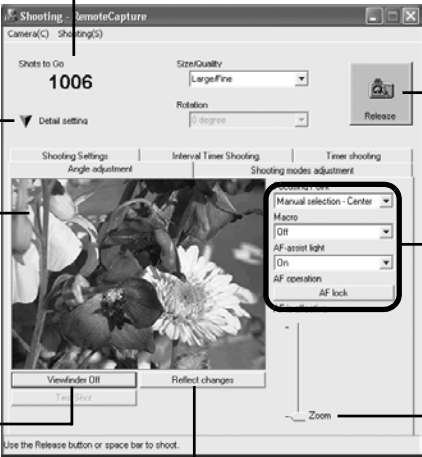 Shooting - RemoteCapture
Camera(C) Shooting(S)
Shots to Go
1006
Size/Quality
Large/Fine
Rotation
0 degree
Release
Detail setting
Shooting Settings
Interval Timer Shooting
Timer shooting
Angle adjustment
Shooting modes adjustment
Focusing Point
Manual selection - Center
Macro
Off
AF-assist light
On
AF operation
AF lock
Viewfinder Off
Reflect changes
Test Shot
Zoom
Use the Release button or space bar to shoot.